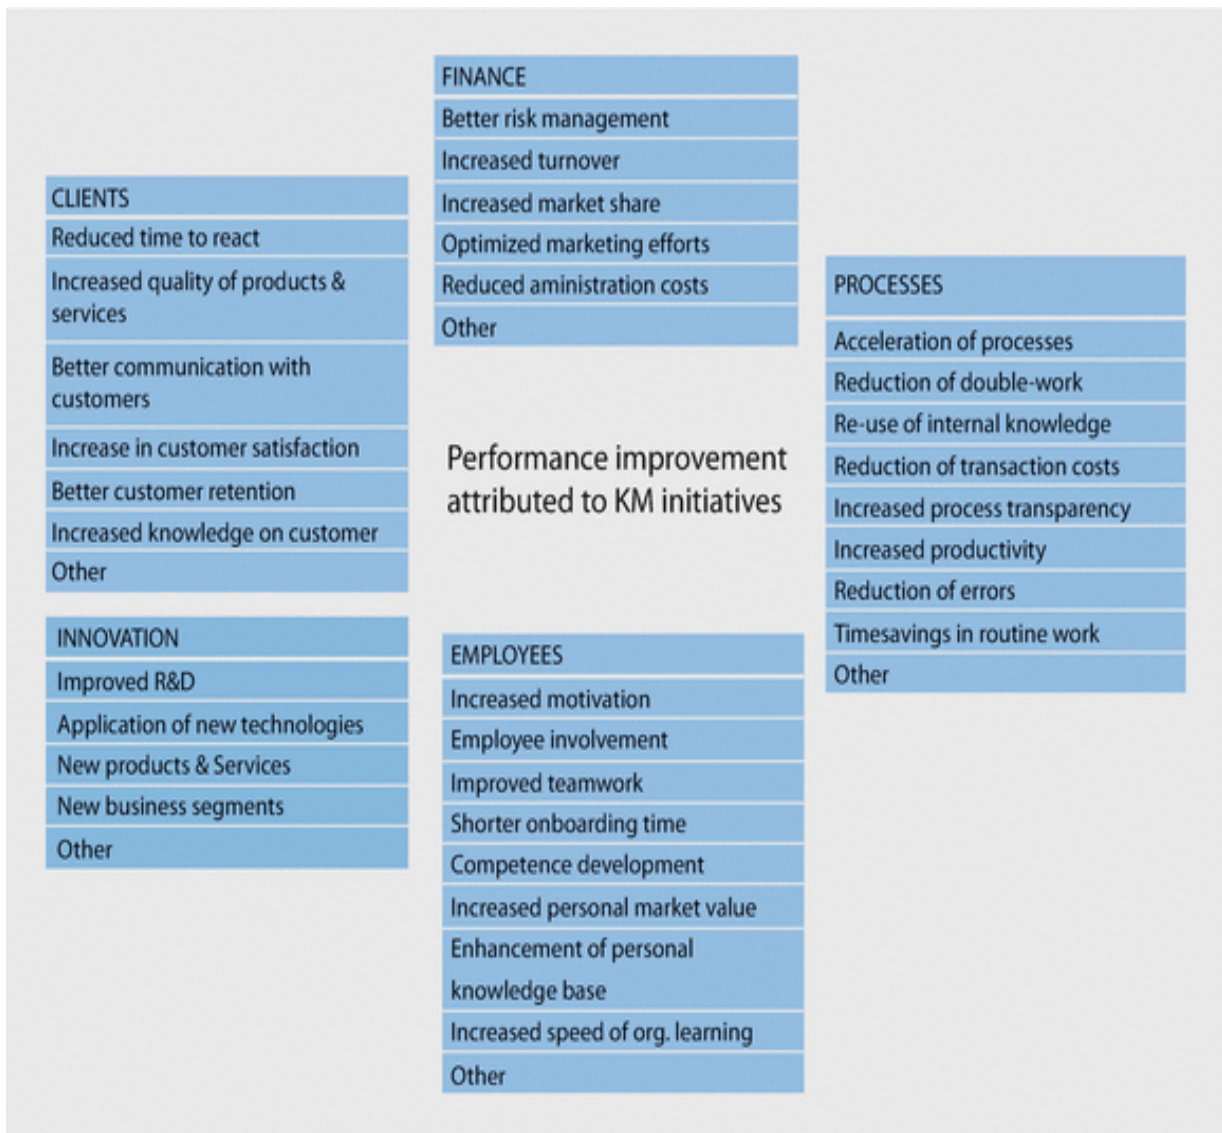 FINANCE
Better risk management
Increased turnover
Increased market share
Optimized marketing efforts
Reduced aministration costs
Other
CLIENTS
Reduced time to react
Increased quality of products &
services
Better communication with
customers
Increase in customer satisfaction
Better customer retention
Increased knowledge on customer
Other
Performance improvement
attributed to KM initiatives
PROCESSES
Acceleration of processes
Reduction of double-work
Re-use of internal knowledge
Reduction of transaction costs
Increased process transparency
Increased productivity
Reduction of errors
Timesavings in routine work
Other
INNOVATION
Improved R&D
Application of new technologies
New products & Services
New business segments
Other
EMPLOYEES
Increased motivation
Employee involvement
Improved teamwork
Shorter onboarding time
Competence development
Increased personal market value
Enhancement of personal
knowledge base
Increased speed of org. learning
Other